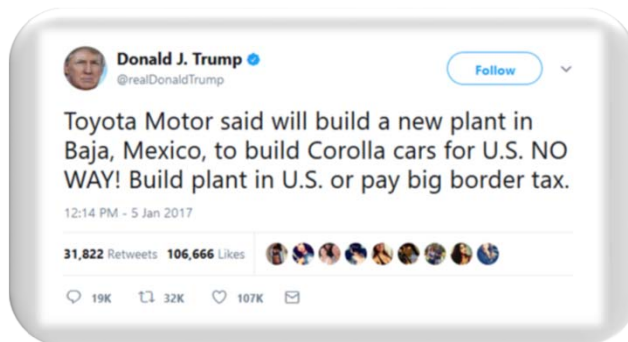 Donald J. Trump
@realDonaldTrump
Follow
Toyota Motor said will build a new plant in
Baja, Mexico, to build Corolla cars for U.S. NO
WAY! Build plant in U.S. or pay big border tax.
12:14 PM - 5 Jan 2017
31,822 Retweets 106,666 Likes
19K 32K 107K